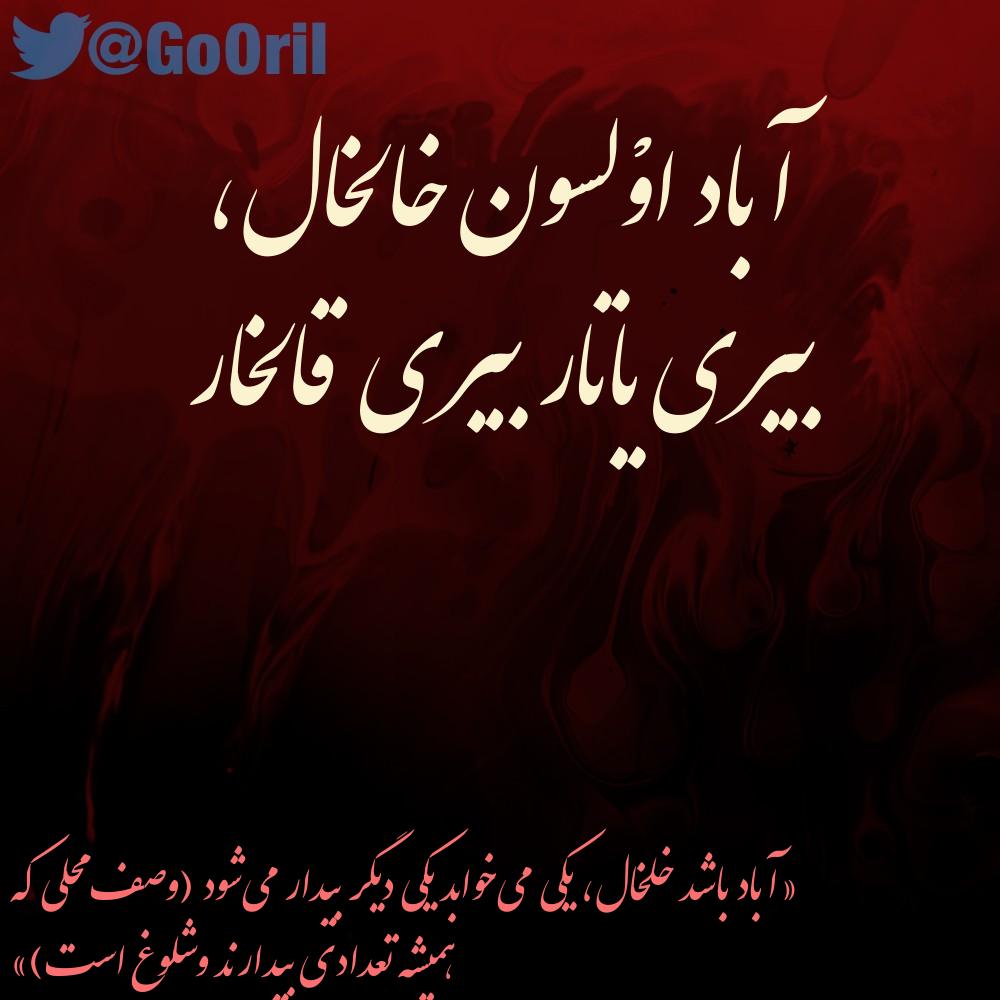 @GoOril
آباد اوْلسون خالخال،
بیری یاتار بیری قالخار
«آباد باشد خلخال، یکی می‌خوابد یکی دیگر بیدار می‌شود (وصف محلی که
همیشه تعدادی بیدارند و شلوغ است)»